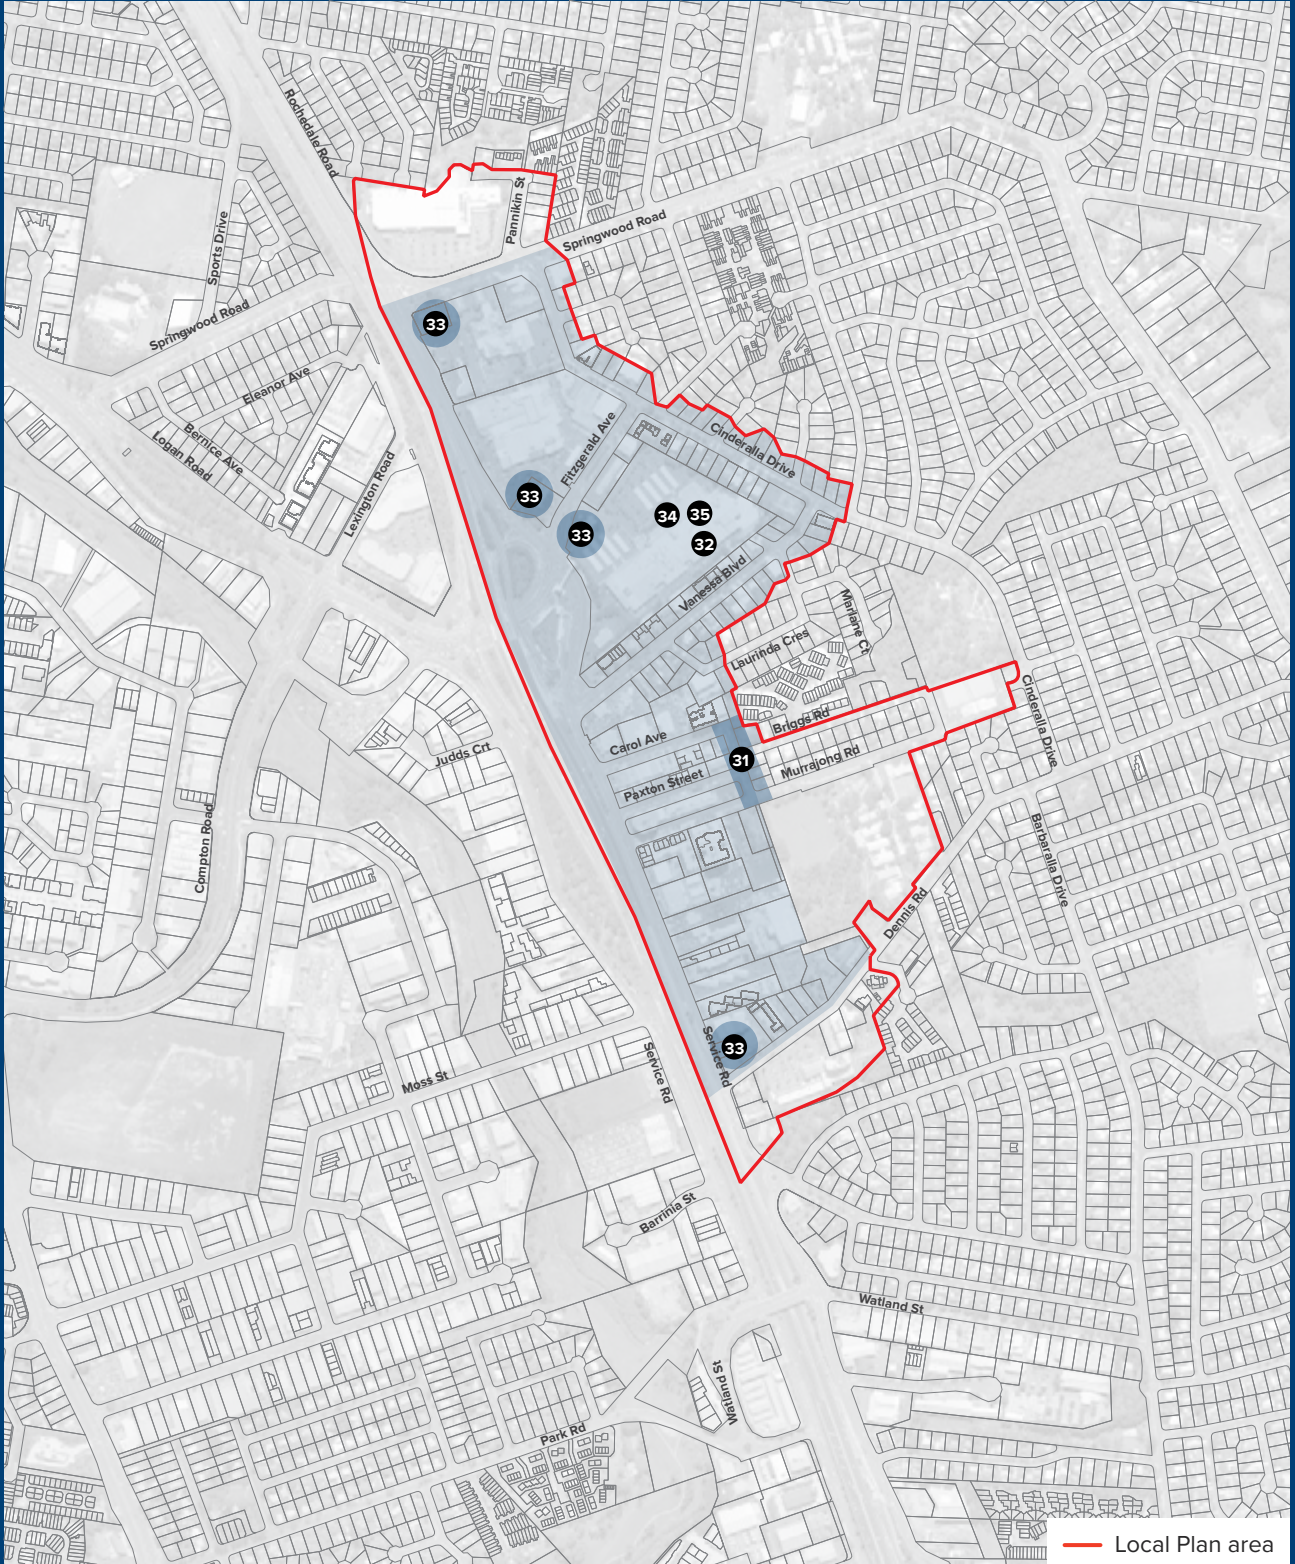 Rochedale Road
Pannikin St
Springwood Road
Sports Drive
Springwood Road
33
Eleanor Ave
Bernice Ave
Logan Road
Lexington Road
Fitzgerald Ave
Cinderalla Drive
33
33
34
35
32
Vanessa Blvd
Marlane Ct
Laurinda Cres
Briggs Rd
Cinderalla Drive
Carol Ave
31
Murrajong Rd
Judds Crt
Paxton Street
Compton Road
Barbaralla Drive
Dennis Rd
33
Service Rd
Service Rd
Moss St
Barrinia St
Watland St
Watland St
Park Rd
Local Plan area